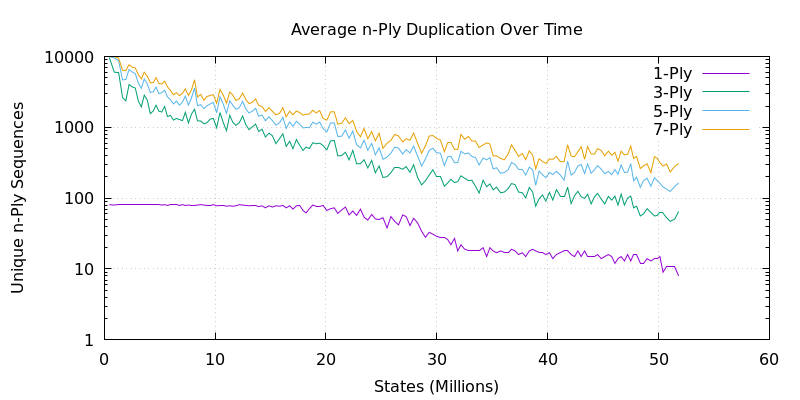 Average n-Ply Duplication Over Time
Unique n-Ply Sequences
10000
1000
100
10
1
1-Ply
3-Ply
5-Ply
7-Ply
0 10 20 30 40 50 60
States (Millions)